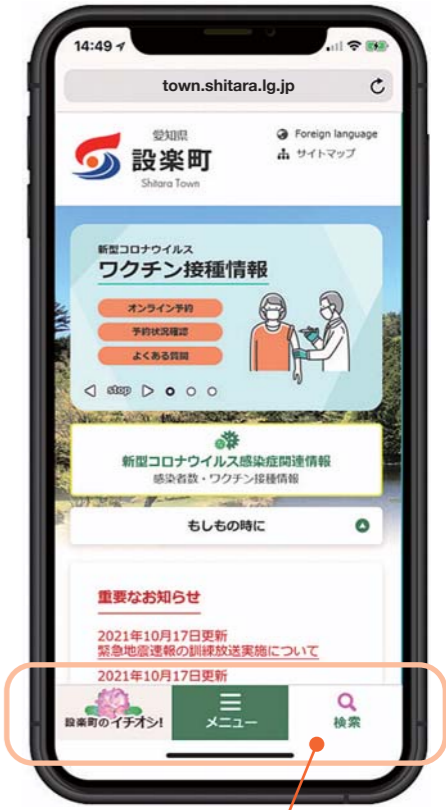 14:49
town.shitara.lg.jp
愛知県
設楽町
Shitara Town
Foreign language
サイトマップ
新型コロナウイルス
ワクチン接種情報
オンライン予約
予約状況確認
よくある質問
stop
新型コロナウイルス感染症関連情報
感染者数・ワクチン接種情報
もしもの時に
重要なお知らせ
2021年10月17日更新
緊急地震速報の訓練放送実施について
2021年10月17日更新
設楽町のイチオシ!
メニュー
検索